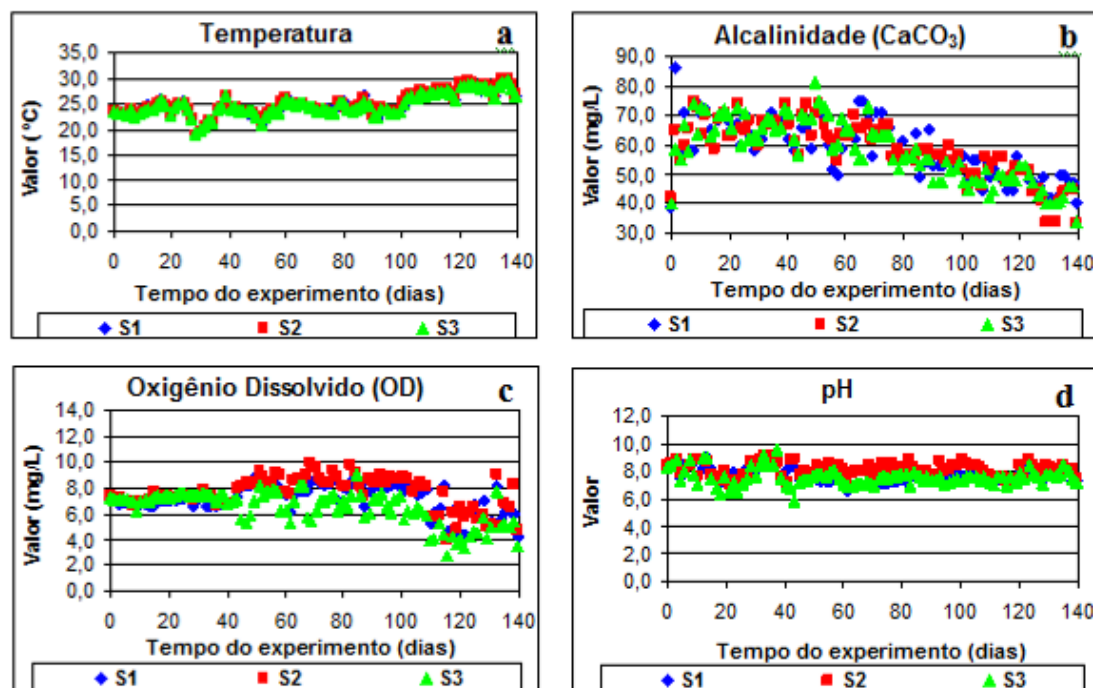 Temperatura
a
Valor (°C)
35,0
30,0
25,0
20,0
15,0
10,0
5,0
0,0
0 20 40 60 80 100 120 140
Tempo do experimento (dias)
S1 S2 S3
Alcalinidade (CaCO₃)
b
Valor (mg/L)
90,0
80,0
70,0
60,0
50,0
40,0
30,0
0 20 40 60 80 100 120 140
Tempo do experimento (dias)
S1 S2 S3
Oxigênio Dissolvido (OD)
c
Valor (mg/L)
14,0
12,0
10,0
8,0
6,0
4,0
2,0
0,0
0 20 40 60 80 100 120 140
Tempo do experimento (dias)
S1 S2 S3
pH
d
Valor
12,0
10,0
8,0
6,0
4,0
2,0
0,0
0 20 40 60 80 100 120 140
Tempo do experimento (dias)
S1 S2 S3